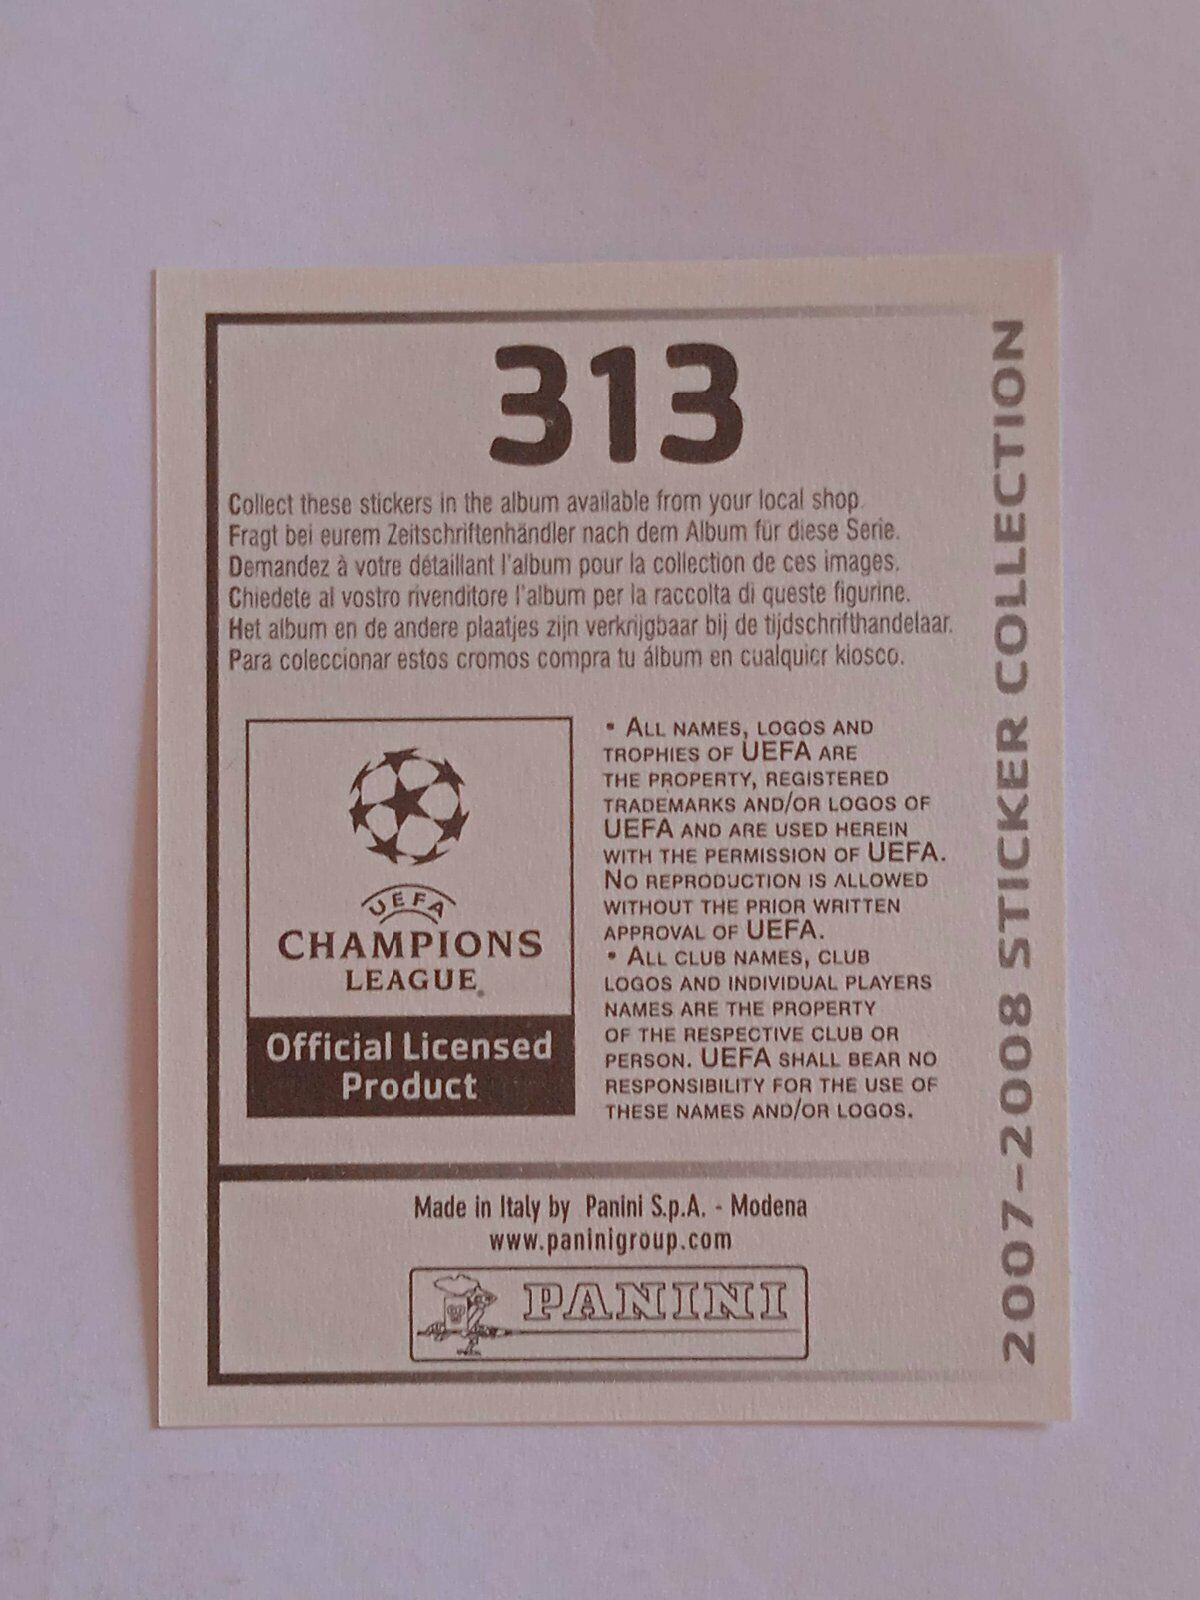 313
Collect these stickers in the album available from your local shop.
Fragt bei eurem Zeitschriftenhändler nach dem Album für diese Serie.
Demandez à votre détaillant l'album pour la collection de ces images.
Chiedete al vostro rivenditore l'album per la raccolta di queste figurine.
Het album en de andere plaatjes zijn verkrijgbaar bij de tijdschrifthandelaar.
Para coleccionar estos cromos compra tu álbum en cualquier kiosco.
UEFA
CHAMPIONS
LEAGUE
Official Licensed
Product
• ALL NAMES, LOGOS AND
TROPHIES OF UEFA ARE
THE PROPERTY, REGISTERED
TRADEMARKS AND/OR LOGOS OF
UEFA AND ARE USED HEREIN
WITH THE PERMISSION OF UEFA.
NO REPRODUCTION IS ALLOWED
WITHOUT THE PRIOR WRITTEN
APPROVAL OF UEFA.
• ALL CLUB NAMES, CLUB
LOGOS AND INDIVIDUAL PLAYERS
NAMES ARE THE PROPERTY
OF THE RESPECTIVE CLUB OR
PERSON. UEFA SHALL BEAR NO
RESPONSIBILITY FOR THE USE OF
THESE NAMES AND/OR LOGOS.
Made in Italy by Panini S.p.A. - Modena
www.paninigroup.com
PANINI
2007-2008 STICKER COLLECTION